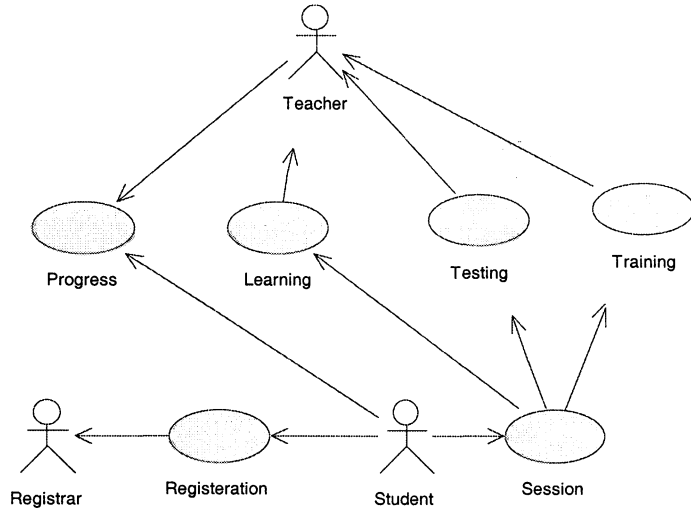 Teacher
Progress
Learning
Testing
Training
Registrar
Registeration
Student
Session